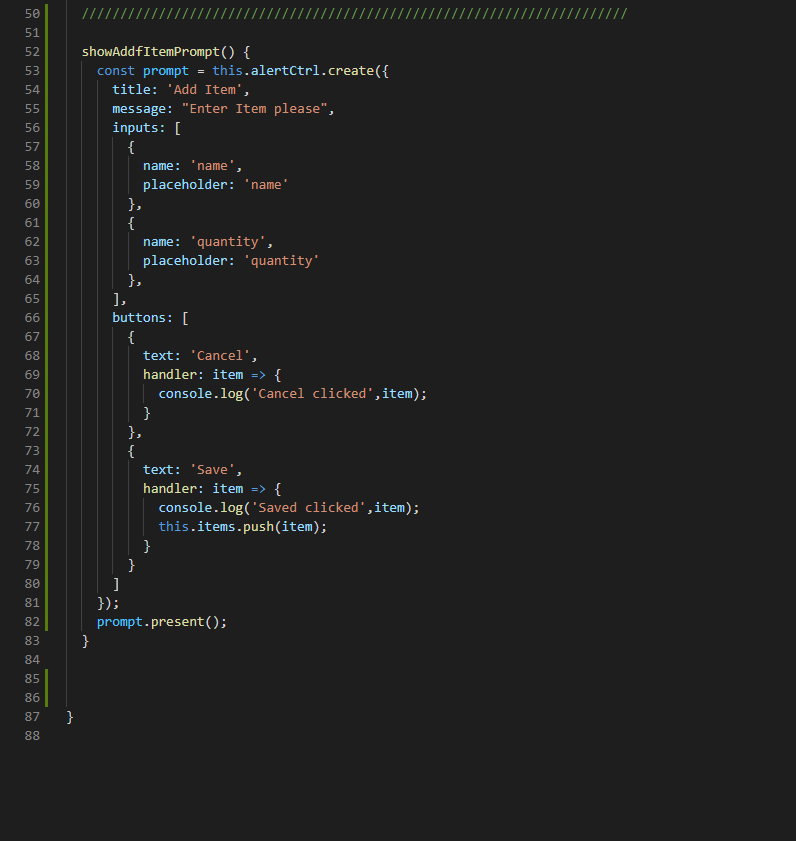 50 ///////////////////////////////////////////////////////////////////////
51
52 showAddfItemPrompt() {
53 const prompt = this.alertCtrl.create({
54 title: 'Add Item',
55 message: "Enter Item please",
56 inputs: [
57 {
58 name: 'name',
59 placeholder: 'name'
60 },
61 {
62 name: 'quantity',
63 placeholder: 'quantity'
64 },
65 ],
66 buttons: [
67 {
68 text: 'Cancel',
69 handler: item => {
70 console.log('Cancel clicked',item);
71 }
72 },
73 {
74 text: 'Save',
75 handler: item => {
76 console.log('Saved clicked',item);
77 this.items.push(item);
78 }
79 }
80 ]
81 });
82 prompt.present();
83 }
84
85
86
87 }
88